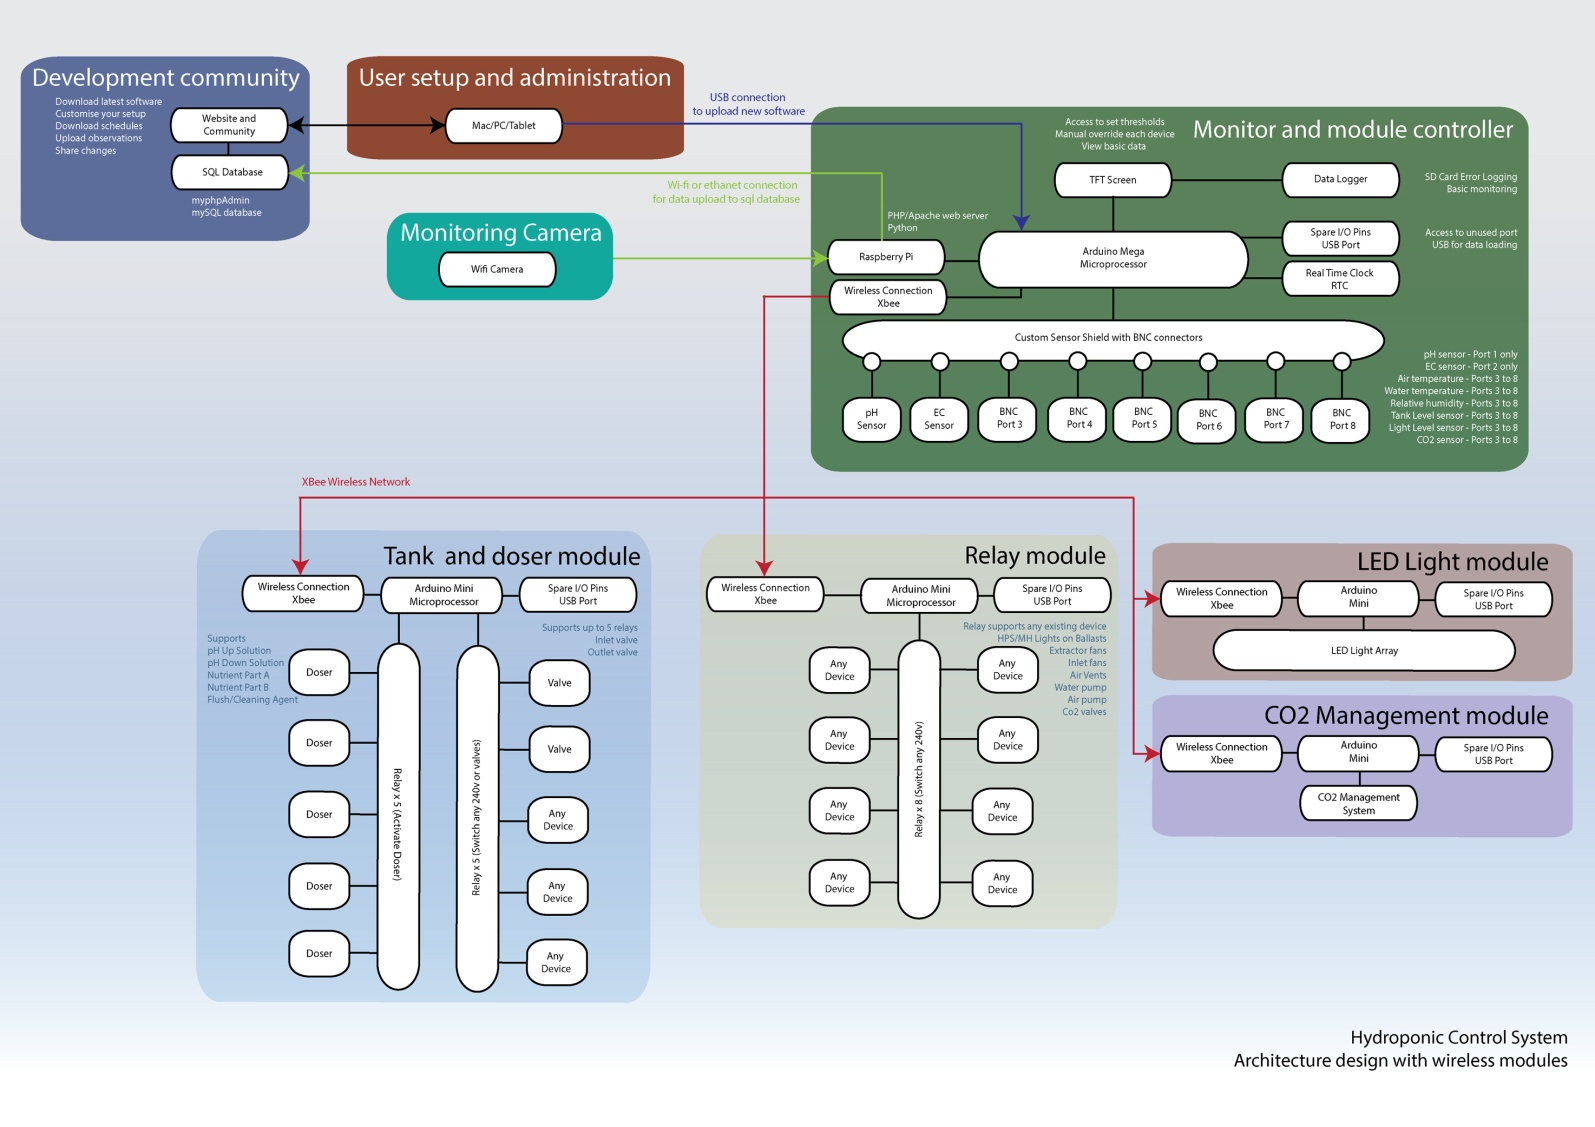 Development community
Download latest software
Customise your setup
Download schedules
Upload observations
Share changes
Website and
Community
SQL Database
myphpAdmin
mySQL database
User setup and administration
Mac/PC/Tablet
USB connection
to upload new software
Wi-fi or ethanet connection
for data upload to sql database
Monitoring Camera
Wifi Camera
Monitor and module controller
Access to set thresholds
Manual override each device
View basic data
TFT Screen
Data Logger
SD Card Error Logging
Basic monitoring
PHP/Apache web server
Python
Raspberry Pi
Arduino Mega
Microprocessor
Spare I/O Pins
USB Port
Access to unused port
USB for data loading
Real Time Clock
RTC
Wireless Connection
Xbee
Custom Sensor Shield with BNC connectors
pH
Sensor
EC
Sensor
BNC
Port 3
BNC
Port 4
BNC
Port 5
BNC
Port 6
BNC
Port 7
BNC
Port 8
pH sensor - Port 1 only
EC sensor - Port 2 only
Air temperature - Ports 3 to 8
Water temperature - Ports 3 to 8
Relative humidity - Ports 3 to 8
Tank Level sensor - Ports 3 to 8
Light Level sensor - Ports 3 to 8
CO2 sensor - Ports 3 to 8
XBee Wireless Network
Tank and doser module
Wireless Connection
Xbee
Arduino Mini
Microprocessor
Spare I/O Pins
USB Port
Supports
pH Up Solution
pH Down Solution
Nutrient Part A
Nutrient Part B
Flush/Cleaning Agent
Supports up to 5 relays
Inlet valve
Outlet valve
Doser
Doser
Doser
Doser
Doser
Relay x 5 (Activate Doser)
Relay x 5 (Switch any 240v or valves)
Valve
Valve
Any
Device
Any
Device
Any
Device
Relay module
Wireless Connection
Xbee
Arduino Mini
Microprocessor
Spare I/O Pins
USB Port
Relay supports any existing device
HPS/MH Lights on Ballasts
Extractor fans
Inlet fans
Air Vents
Water pump
Air pump
Co2 valves
Any
Device
Any
Device
Any
Device
Any
Device
Relay x 8 (Switch any 240v)
Any
Device
Any
Device
Any
Device
Any
Device
LED Light module
Wireless Connection
Xbee
Arduino
Mini
Spare I/O Pins
USB Port
LED Light Array
CO2 Management module
Wireless Connection
Xbee
Arduino
Mini
Spare I/O Pins
USB Port
CO2 Management
System
Hydroponic Control System
Architecture design with wireless modules